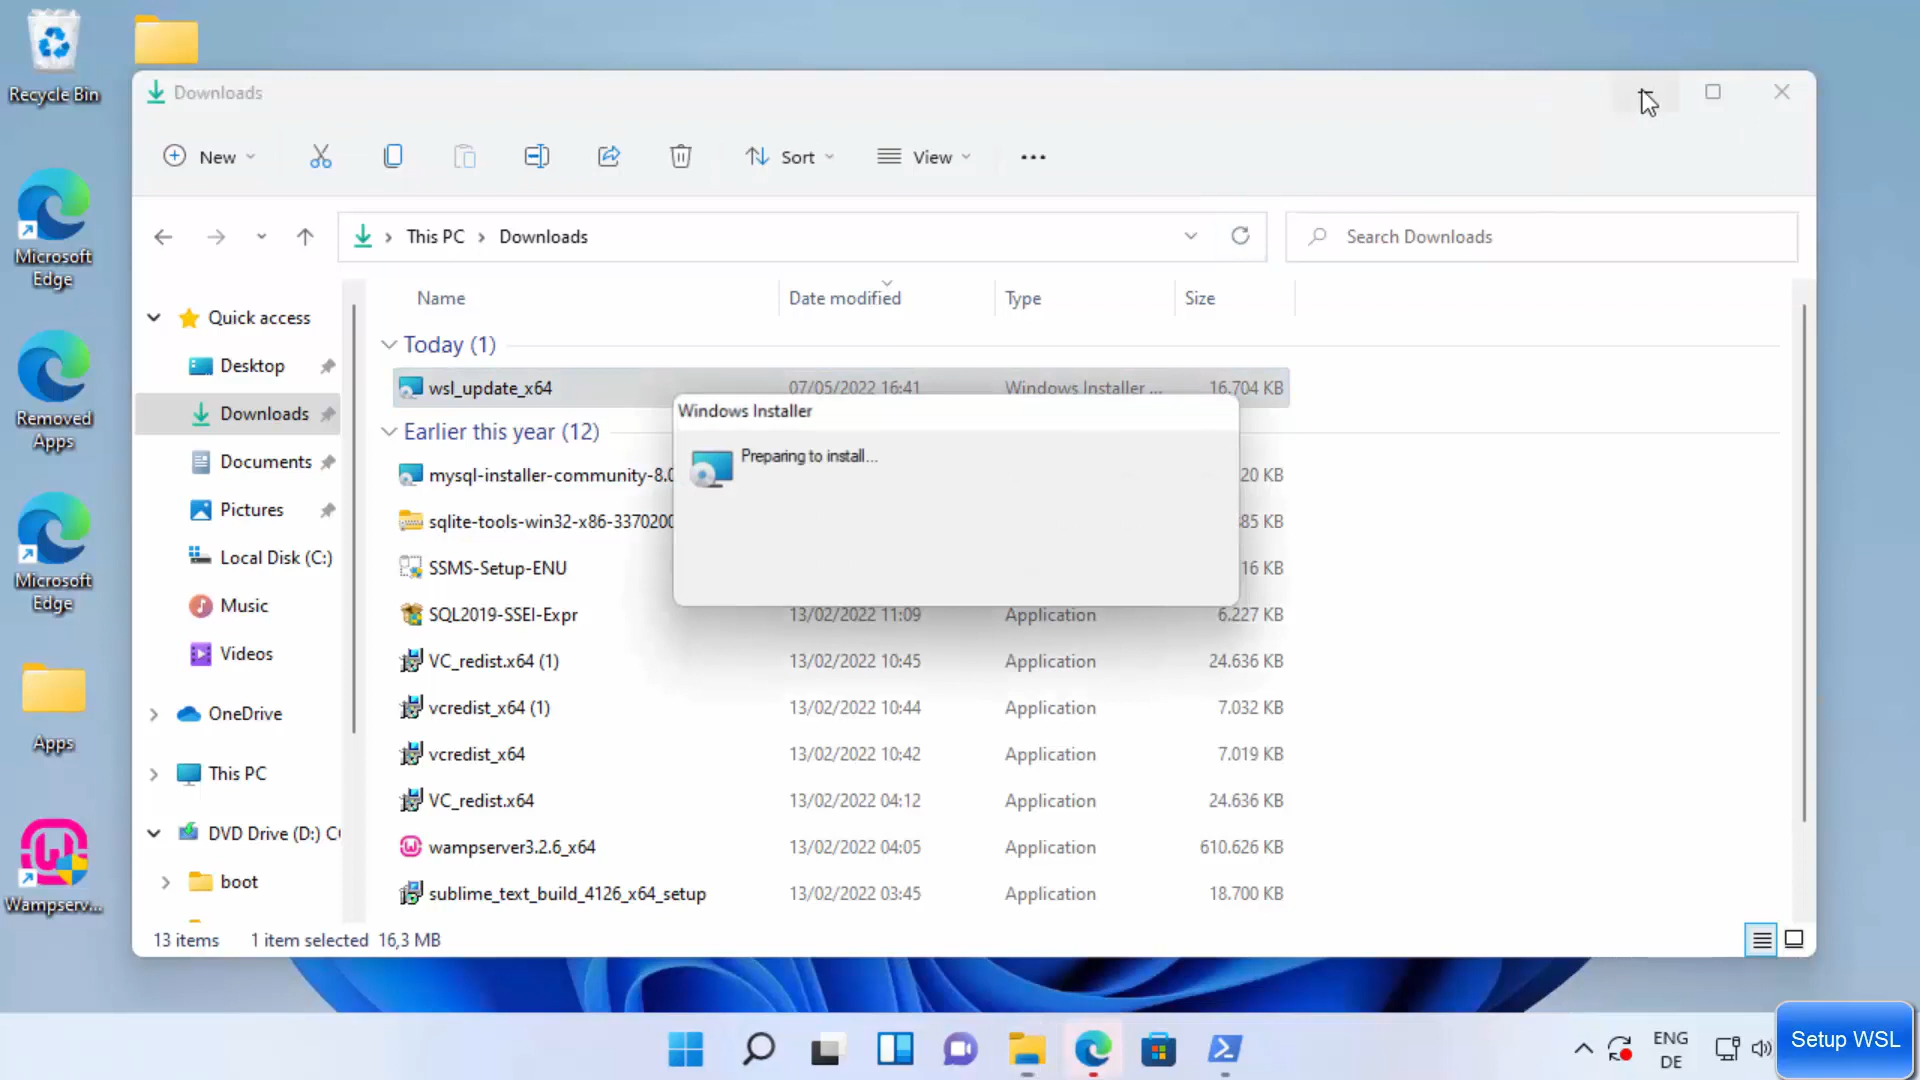 Recycle Bin
Microsoft
Edge
Removed
Apps
Microsoft
Edge
Apps
Wampserv...
Downloads
New
Sort
View
This PC
Downloads
Search Downloads
Quick access
Desktop
Downloads
Documents
Pictures
Local Disk (C:)
Music
Videos
OneDrive
This PC
DVD Drive (D:)
boot
Name
Date modified
Type
Size
Today (1)
wsl_update_x64 07/05/2022 16:41 Windows Installer ... 16.704 KB
Earlier this year (12)
mysql-installer-community-8.0 20 KB
sqlite-tools-win32-x86-3370200 85 KB
SSMS-Setup-ENU 16 KB
SQL2019-SSEI-Expr 13/02/2022 11:09 Application 6.227 KB
VC_redist.x64 (1) 13/02/2022 10:45 Application 24.636 KB
vcredist_x64 (1) 13/02/2022 10:44 Application 7.032 KB
vcredist_x64 13/02/2022 10:42 Application 7.019 KB
VC_redist.x64 13/02/2022 04:12 Application 24.636 KB
wampserver3.2.6_x64 13/02/2022 04:05 Application 610.626 KB
sublime_text_build_4126_x64_setup 13/02/2022 03:45 Application 18.700 KB
Windows Installer
Preparing to install...
13 items 1 item selected 16,3 MB
ENG
DE
Setup WSL